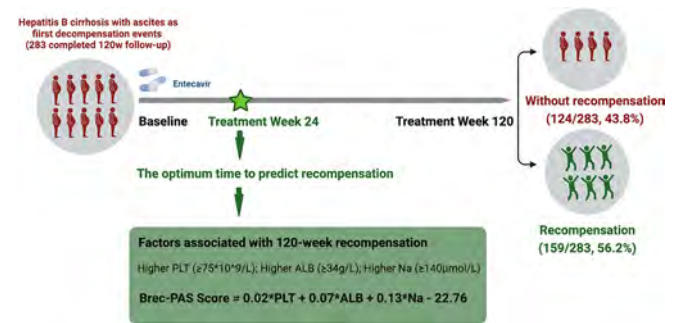 Hepatitis B cirrhosis with ascites as
fiirst decompensation events
(283 completed 120w follow-up)
Entecavir
Baseline
Treatment Week 24
Treatment Week 120
Without recompensation
(124/283, 43.8%)
The optimum time to predict recompensation
Recompensation
(159/283, 56.2%)
Factors associated with 120-week recompensation
Higher PLT (≥75*10^9/L); Higher ALB (≥34g/L); Higher Na (≥140μmol/L)
Brec-PAS Score = 0.02*PLT + 0.07*ALB + 0.13*Na - 22.76